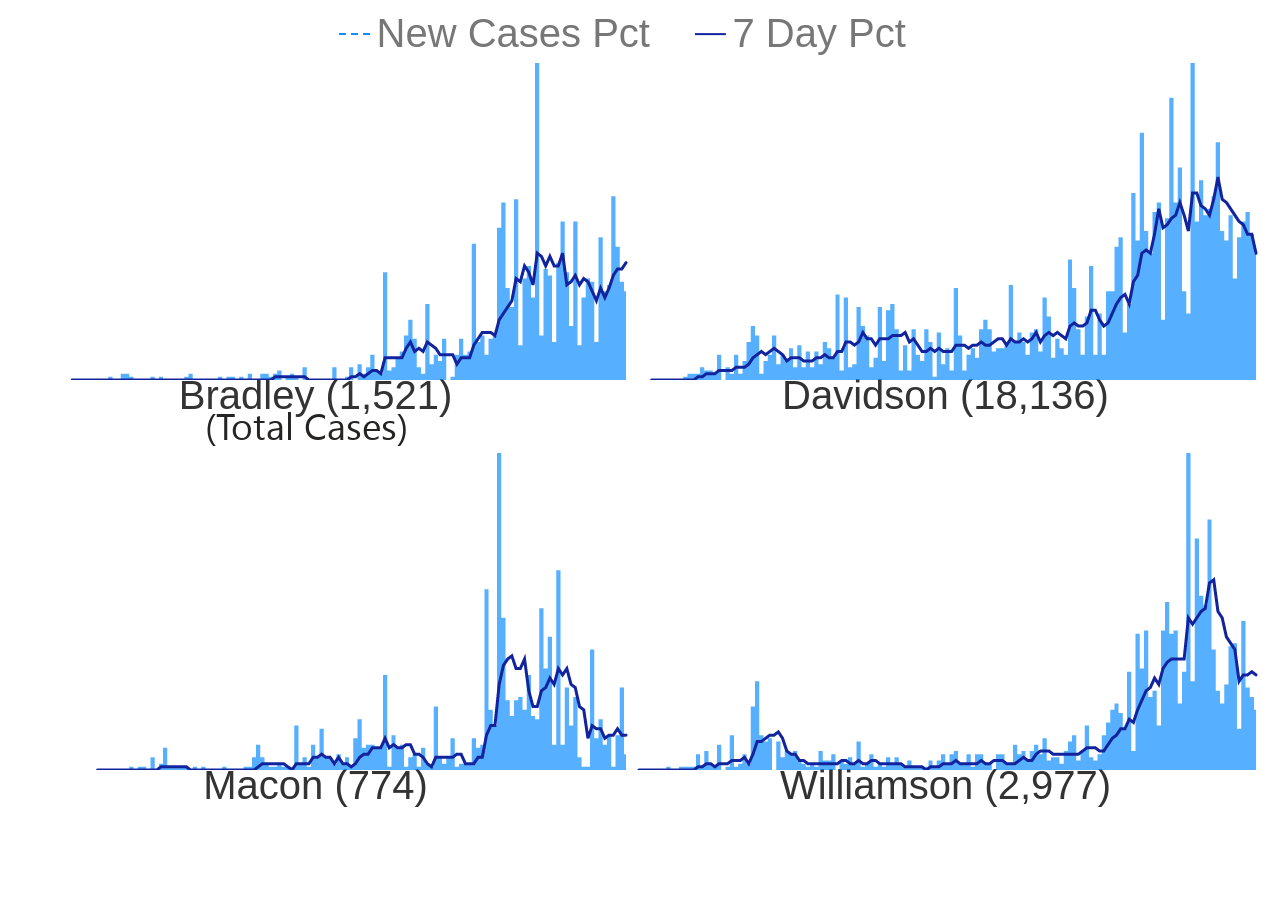 New Cases Pct 7 Day Pct
Bradley (1,521) Davidson (18,136)
(Total Cases)
Macon (774) Williamson (2,977)